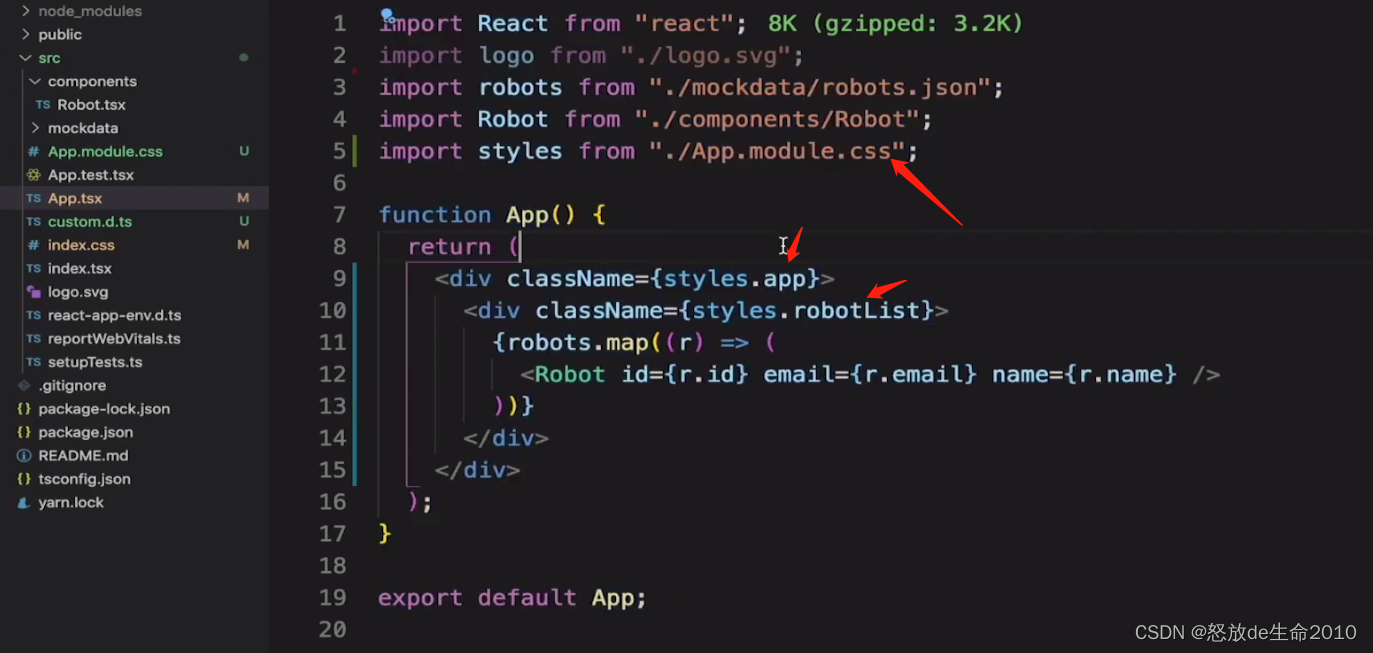 node_modules
public
src
components
TS Robot.tsx
mockdata
# App.module.css U
App.test.tsx
TS App.tsx M
TS custom.d.ts U
# index.css M
TS index.tsx
logo.svg
TS react-app-env.d.ts
TS reportWebVitals.ts
TS setupTests.ts
.gitignore
{} package-lock.json
{} package.json
README.md
{} tsconfig.json
yarn.lock
1 import React from "react"; 8K (gzipped: 3.2K)
2 import logo from "./logo.svg";
3 import robots from "./mockdata/robots.json";
4 import Robot from "./components/Robot";
5 import styles from "./App.module.css";
6
7 function App() {
8 return (
9 <div className={styles.app}>
10 <div className={styles.robotList}>
11 {robots.map((r) => (
12 <Robot id={r.id} email={r.email} name={r.name} />
13 ))}
14 </div>
15 </div>
16 );
17 }
18
19 export default App;
20
CSDN @怒放de生命2010